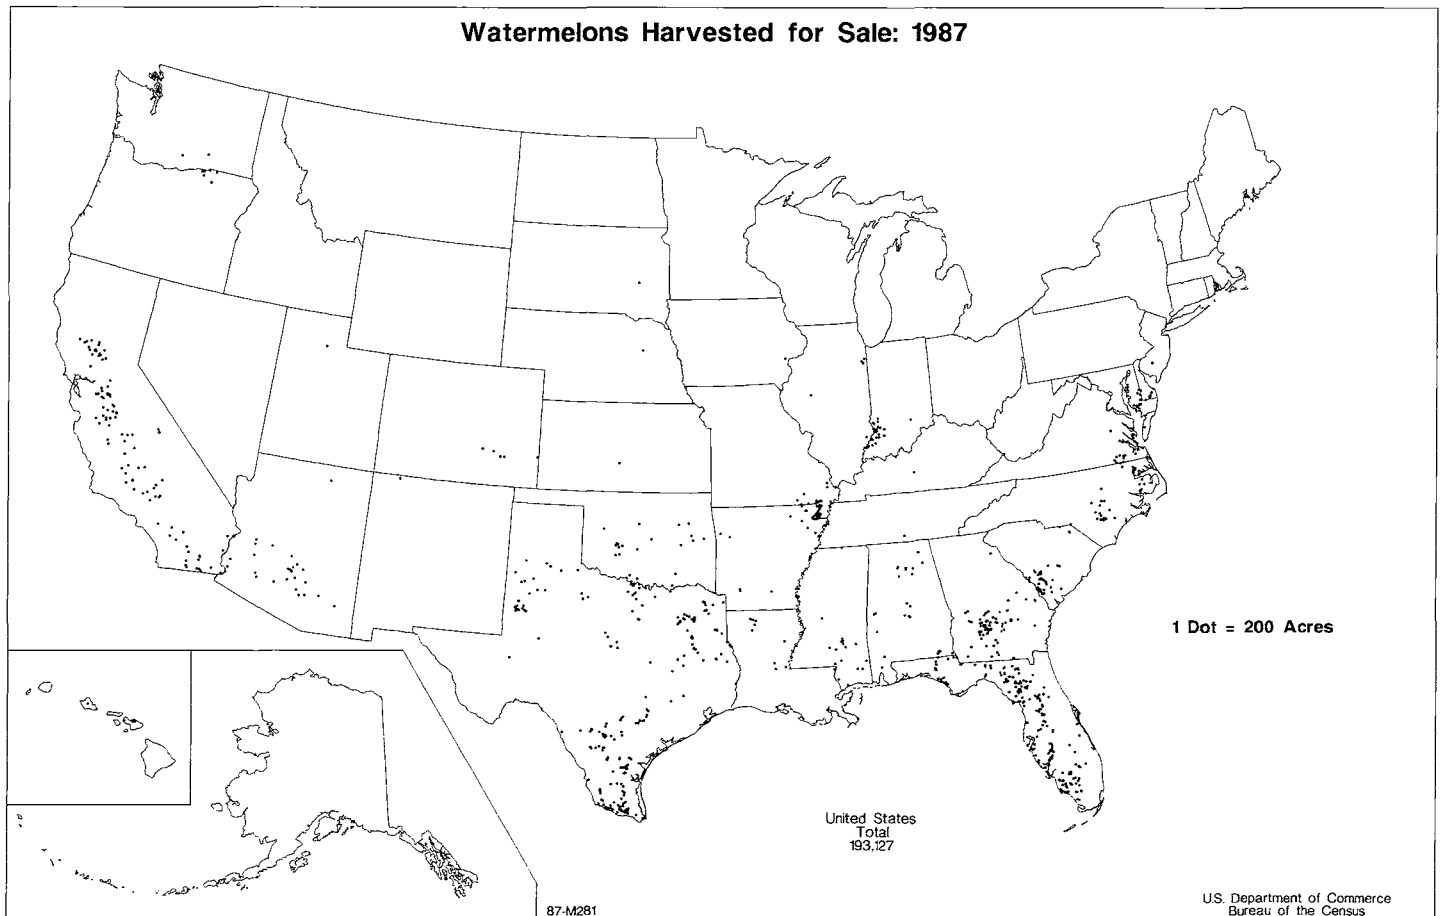 Watermelons Harvested for Sale: 1987
1 Dot = 200 Acres
United States
Total
193,127
87-M281
U.S. Department of Commerce
Bureau of the Census